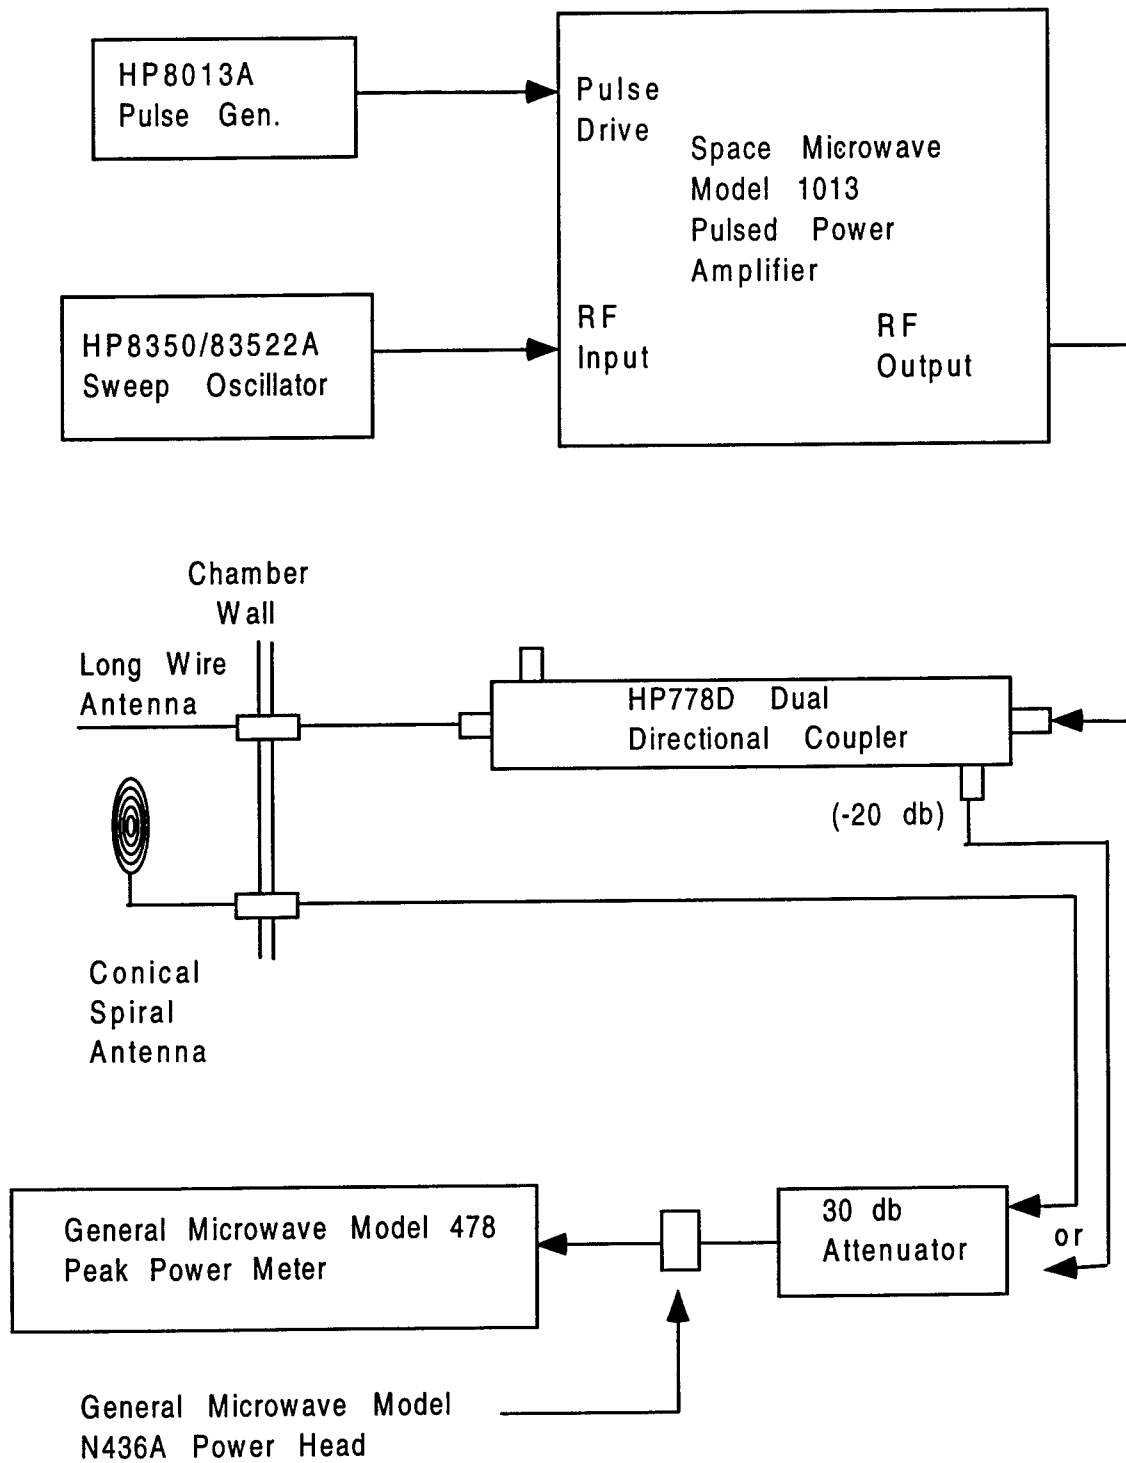 HP8013A
Pulse Gen.
Pulse
Drive
Space Microwave
Model 1013
Pulsed Power
Amplifier
HP8350/83522A
Sweep Oscillator
RF
Input
RF
Output
Chamber
Wall
Long Wire
Antenna
HP778D Dual
Directional Coupler
(-20 db)
Conical
Spiral
Antenna
General Microwave Model 478
Peak Power Meter
30 db
Attenuator
or
General Microwave Model
N436A Power Head